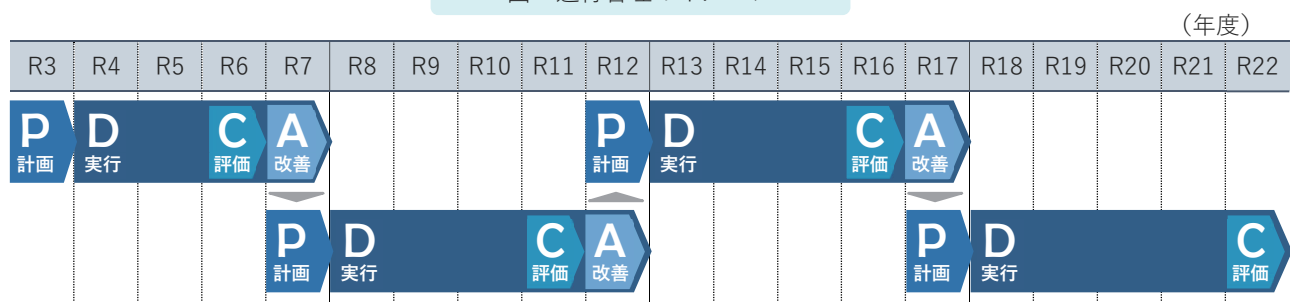 （年度）
R3 R4 R5 R6 R7 R8 R9 R10 R11 R12 R13 R14 R15 R16 R17 R18 R19 R20 R21 R22
P D C A P D C A
計画 実行 評価 改善 計画 実行 評価 改善
P D C A P D C
計画 実行 評価 改善 計画 実行 評価